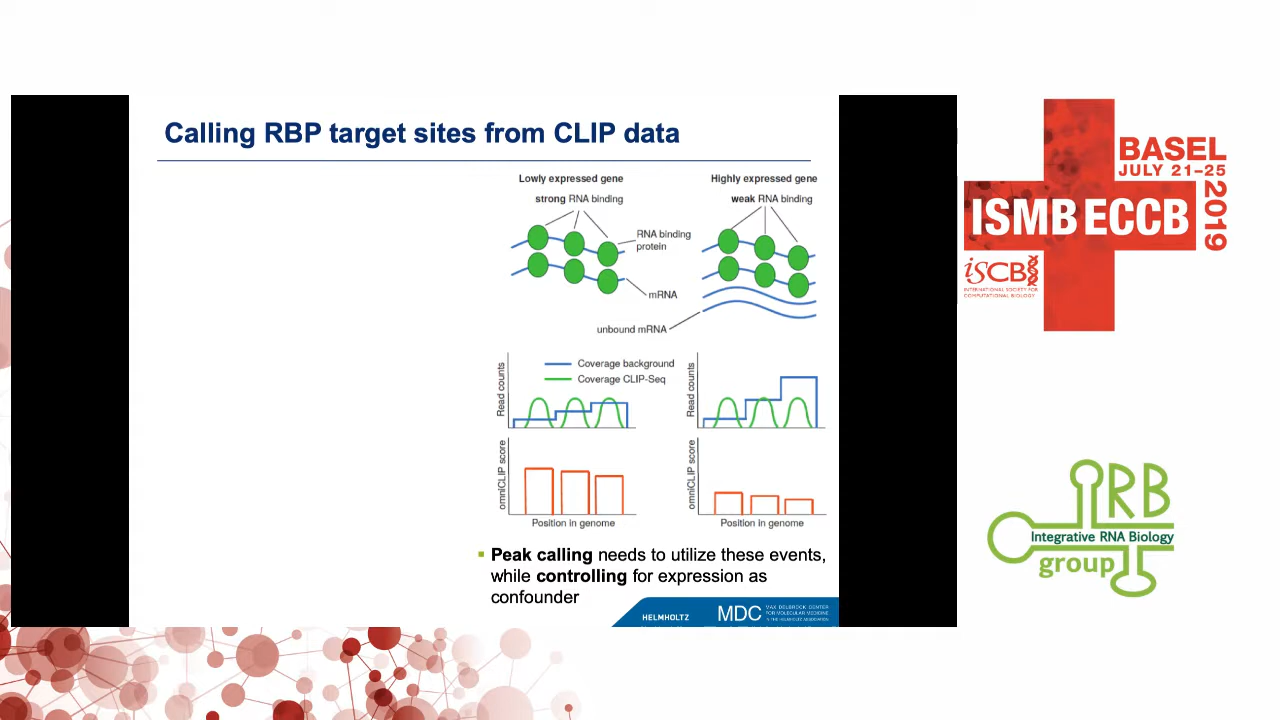 Calling RBP target sites from CLIP data
Lowly expressed gene
strong RNA binding
RNA binding
protein
mRNA
Highly expressed gene
weak RNA binding
unbound mRNA
Coverage background
Coverage CLIP-Seq
Read counts
Read counts
omniCLIP score
omniCLIP score
Position in genome
Position in genome
▪ Peak calling needs to utilize these events,
while controlling for expression as
confounder
HELMHOLTZ
MDC
MAX DELBRÜCK CENTER
FOR MOLECULAR MEDICINE
IN THE HELMHOLTZ ASSOCIATION
BASEL
JULY 21–25
2019
ISMB ECCB
ISCB
INTERNATIONAL SOCIETY FOR
COMPUTATIONAL BIOLOGY
IRB
Integrative RNA Biology
group